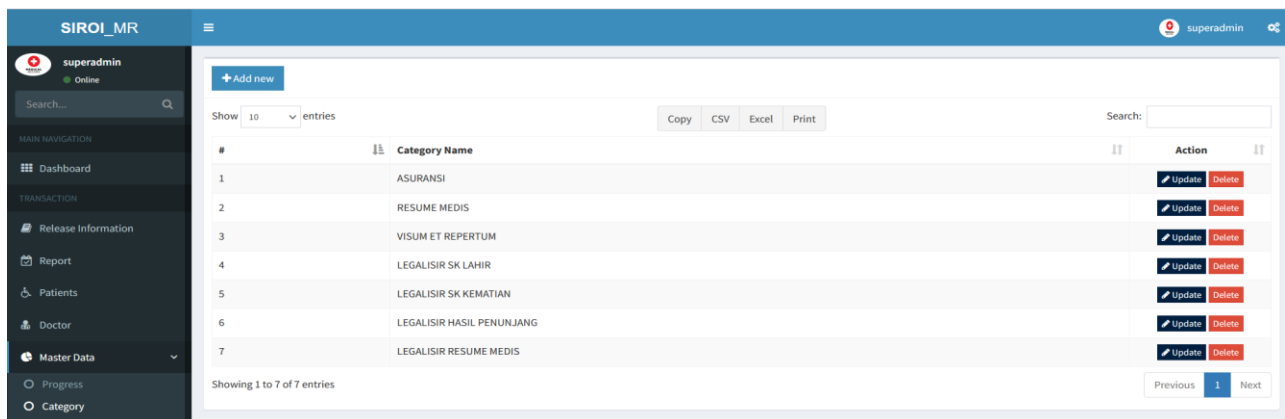 SIROI_MR
superadmin
superadmin
Online
Search...
MAIN NAVIGATION
Dashboard
TRANSACTION
Release Information
Report
Patients
Doctor
Master Data
Progress
Category
Add new
Show 10 entries
Copy CSV Excel Print
Search:
# Category Name Action
1 ASURANSI Update Delete
2 RESUME MEDIS Update Delete
3 VISUM ET REPERTUM Update Delete
4 LEGALISIR SK LAHIR Update Delete
5 LEGALISIR SK KEMATIAN Update Delete
6 LEGALISIR HASIL PENUNJANG Update Delete
7 LEGALISIR RESUME MEDIS Update Delete
Showing 1 to 7 of 7 entries
Previous 1 Next